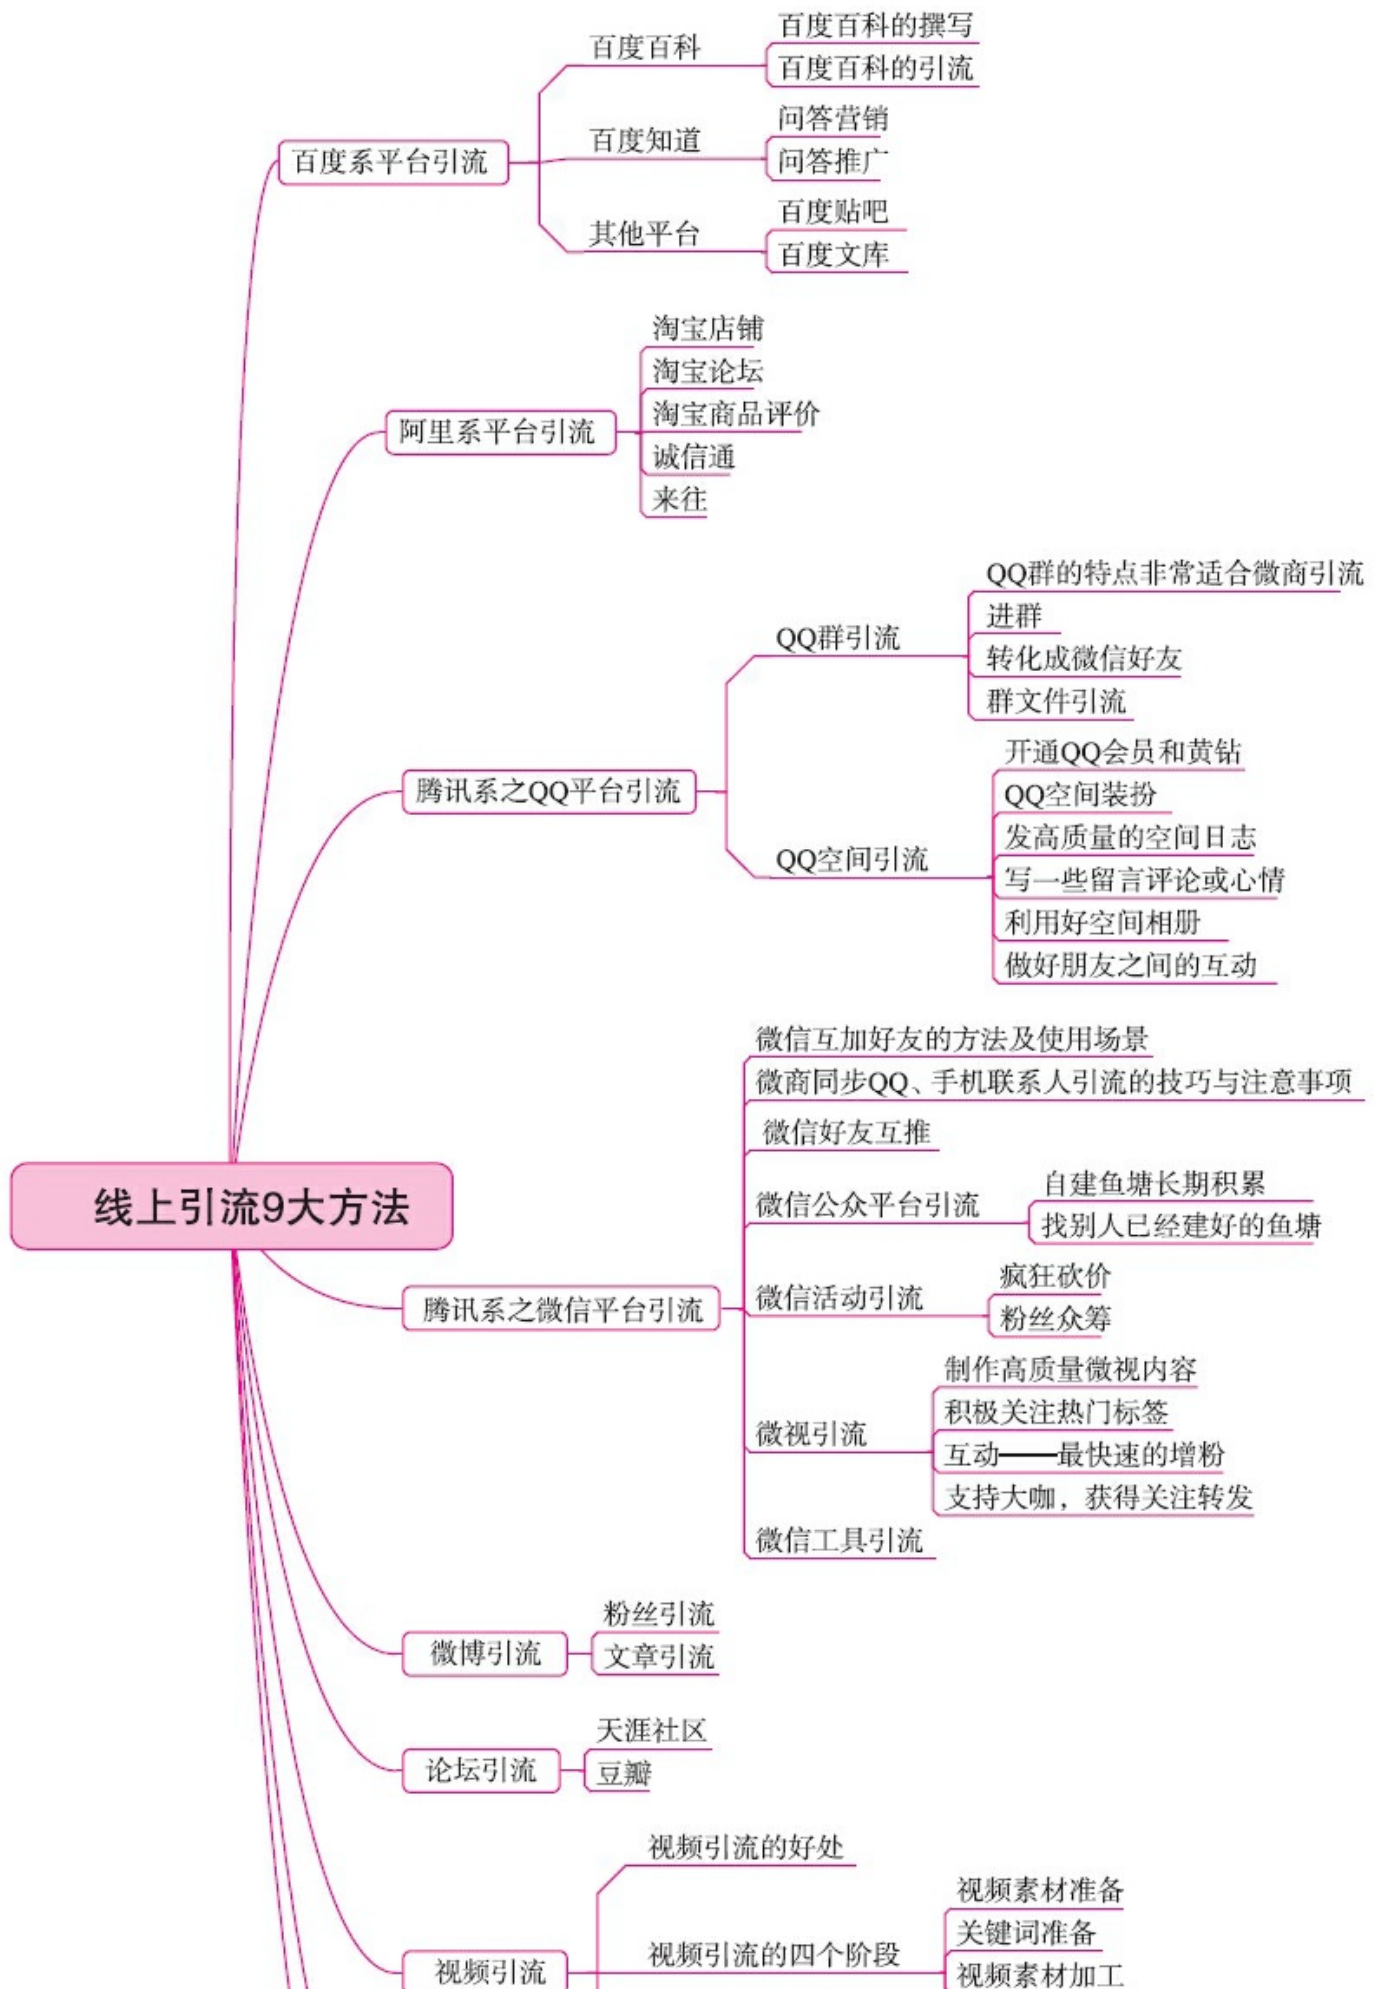 百度百科
百度百科的撰写
百度百科的引流
百度系平台引流
百度知道
问答营销
问答推广
其他平台
百度贴吧
百度文库
阿里系平台引流
淘宝店铺
淘宝论坛
淘宝商品评价
诚信通
来往
腾讯系之QQ平台引流
QQ群引流
QQ群的特点非常适合微商引流
进群
转化成微信好友
群文件引流
QQ空间引流
开通QQ会员和黄钻
QQ空间装扮
发高质量的空间日志
写一些留言评论或心情
利用好空间相册
做好朋友之间的互动
线上引流9大方法
腾讯系之微信平台引流
微信互加好友的方法及使用场景
微商同步QQ、手机联系人引流的技巧与注意事项
微信好友互推
微信公众平台引流
自建鱼塘长期积累
找别人已经建好的鱼塘
微信活动引流
疯狂砍价
粉丝众筹
微视引流
制作高质量微视内容
积极关注热门标签
互动——最快速的增粉
支持大咖，获得关注转发
微信工具引流
微博引流
粉丝引流
文章引流
论坛引流
天涯社区
豆瓣
视频引流
视频引流的好处
视频引流的四个阶段
视频素材准备
关键词准备
视频素材加工